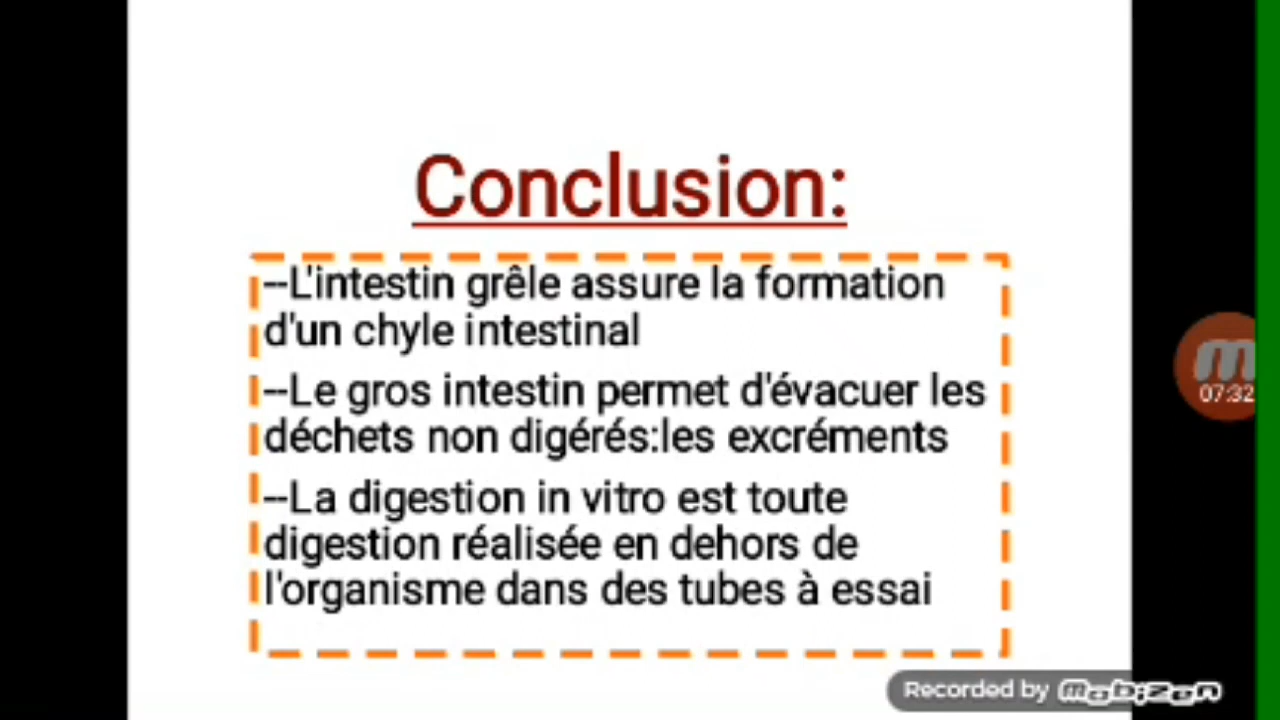 Conclusion:
--L'intestin grêle assure la formation
d'un chyle intestinal
--Le gros intestin permet d'évacuer les
déchets non digérés:les excréments
--La digestion in vitro est toute
digestion réalisée en dehors de
l'organisme dans des tubes à essai
07:32
Recorded by Mobizen